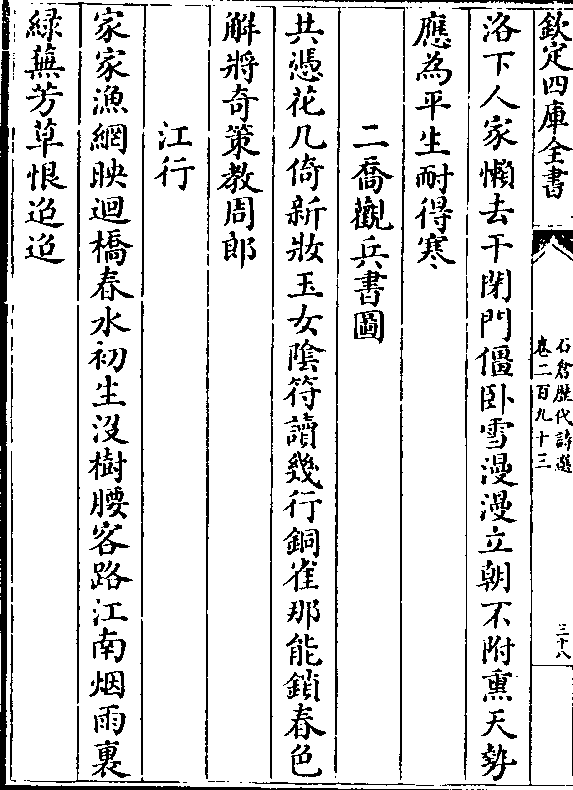 欽定四庫全書
石倉歴代詩選
卷二百九十三
三十八
洛下人家懶去干閉門僵卧雪漫漫立朝不附熏天勢
應為平生耐得寒
二喬觀兵書圖
共憑花几倚新妝玉女陰符讀幾行銅雀那能鎖春色
解將奇策教周郎
江行
家家漁網映迴橋春水初生沒樹腰客路江南烟雨裏
緑蕪芳草恨迢迢